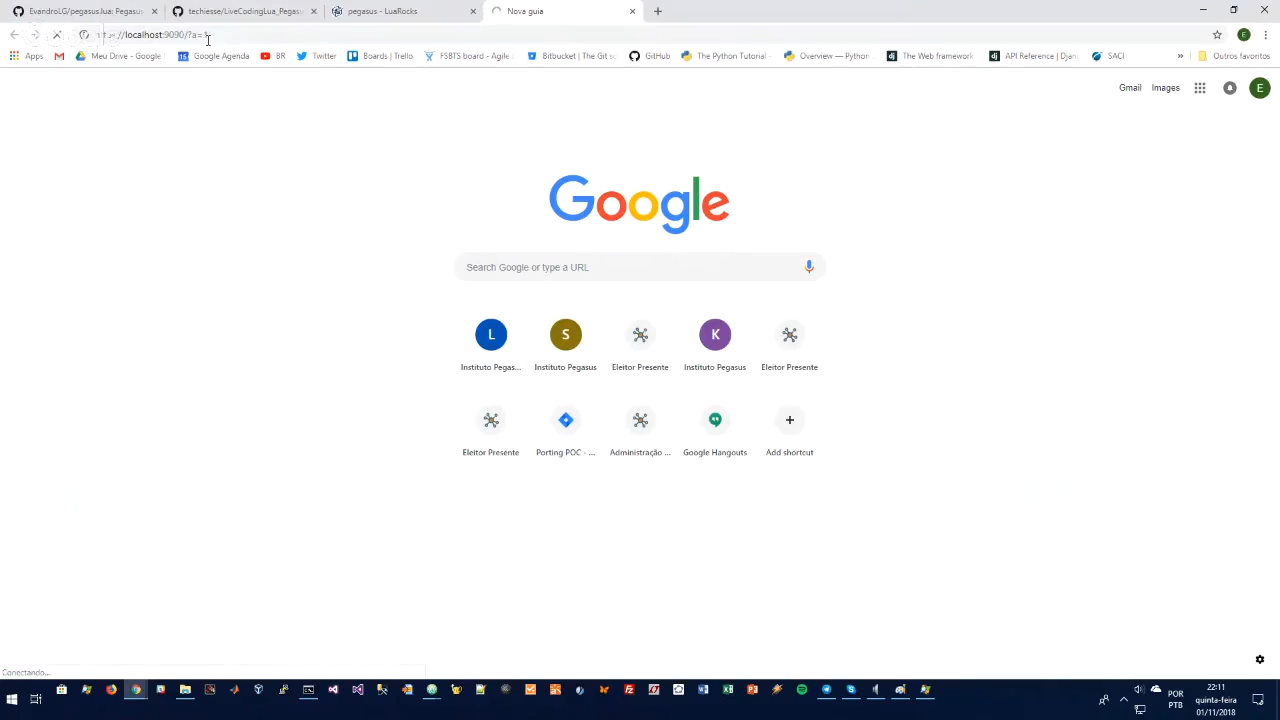 EvandroLG/pegasus.lua: Pegasus
techiesse/LiveCodingLua_Pegasu
pegasus - LuaRocks
Nova guia
localhost:9090/?a=
Apps
Meu Drive - Google
Google Agenda
BR
Twitter
Boards | Trello
FSBTS board - Agile
Bitbucket | The Git so
GitHub
The Python Tutorial -
Overview — Python
The Web framework
API Reference | Djan
SACI
»
Outros favoritos
Gmail
Images
E
Google
Search Google or type a URL
L
S
K
Instituto Pegas...
Instituto Pegasus
Eleitor Presente
Instituto Pegasus
Eleitor Presente
Eleitor Presente
Porting POC - ...
Administração ...
Google Hangouts
Add shortcut
Conectando...
POR
PTB
22:11
quinta-feira
01/11/2018